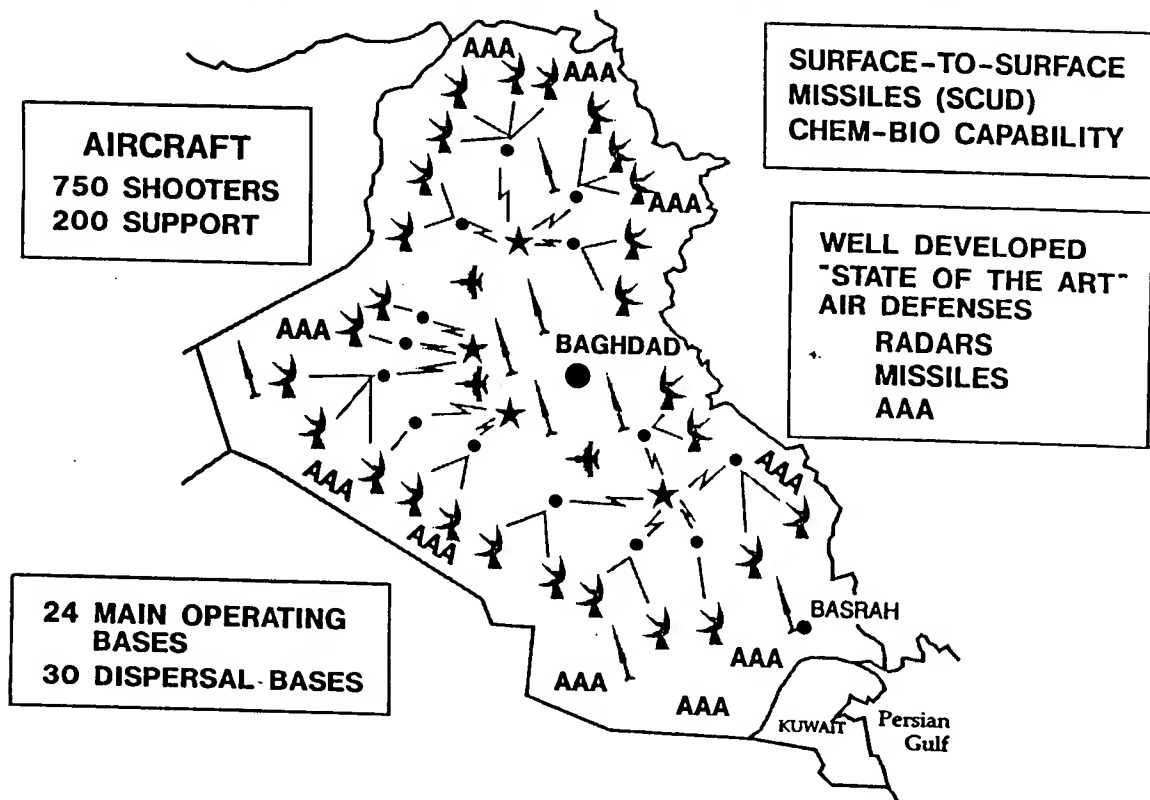 AAA
AAA
SURFACE-TO-SURFACE
MISSILES (SCUD)
CHEM-BIO CAPABILITY
AIRCRAFT
750 SHOOTERS
200 SUPPORT
AAA
WELL DEVELOPED
"STATE OF THE ART"
AIR DEFENSES
RADARS
MISSILES
AAA
AAA
BAGHDAD
AAA
AAA
AAA
24 MAIN OPERATING
BASES
30 DISPERSAL BASES
BASRAH
AAA
AAA
AAA
KUWAIT
Persian
Gulf